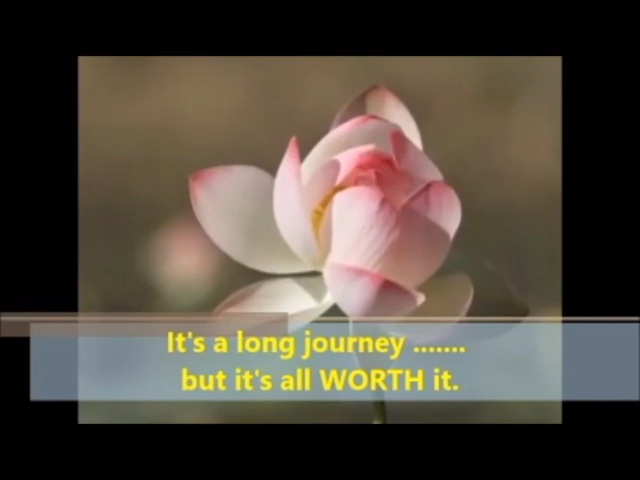 It's a long journey .......
but it's all WORTH it.